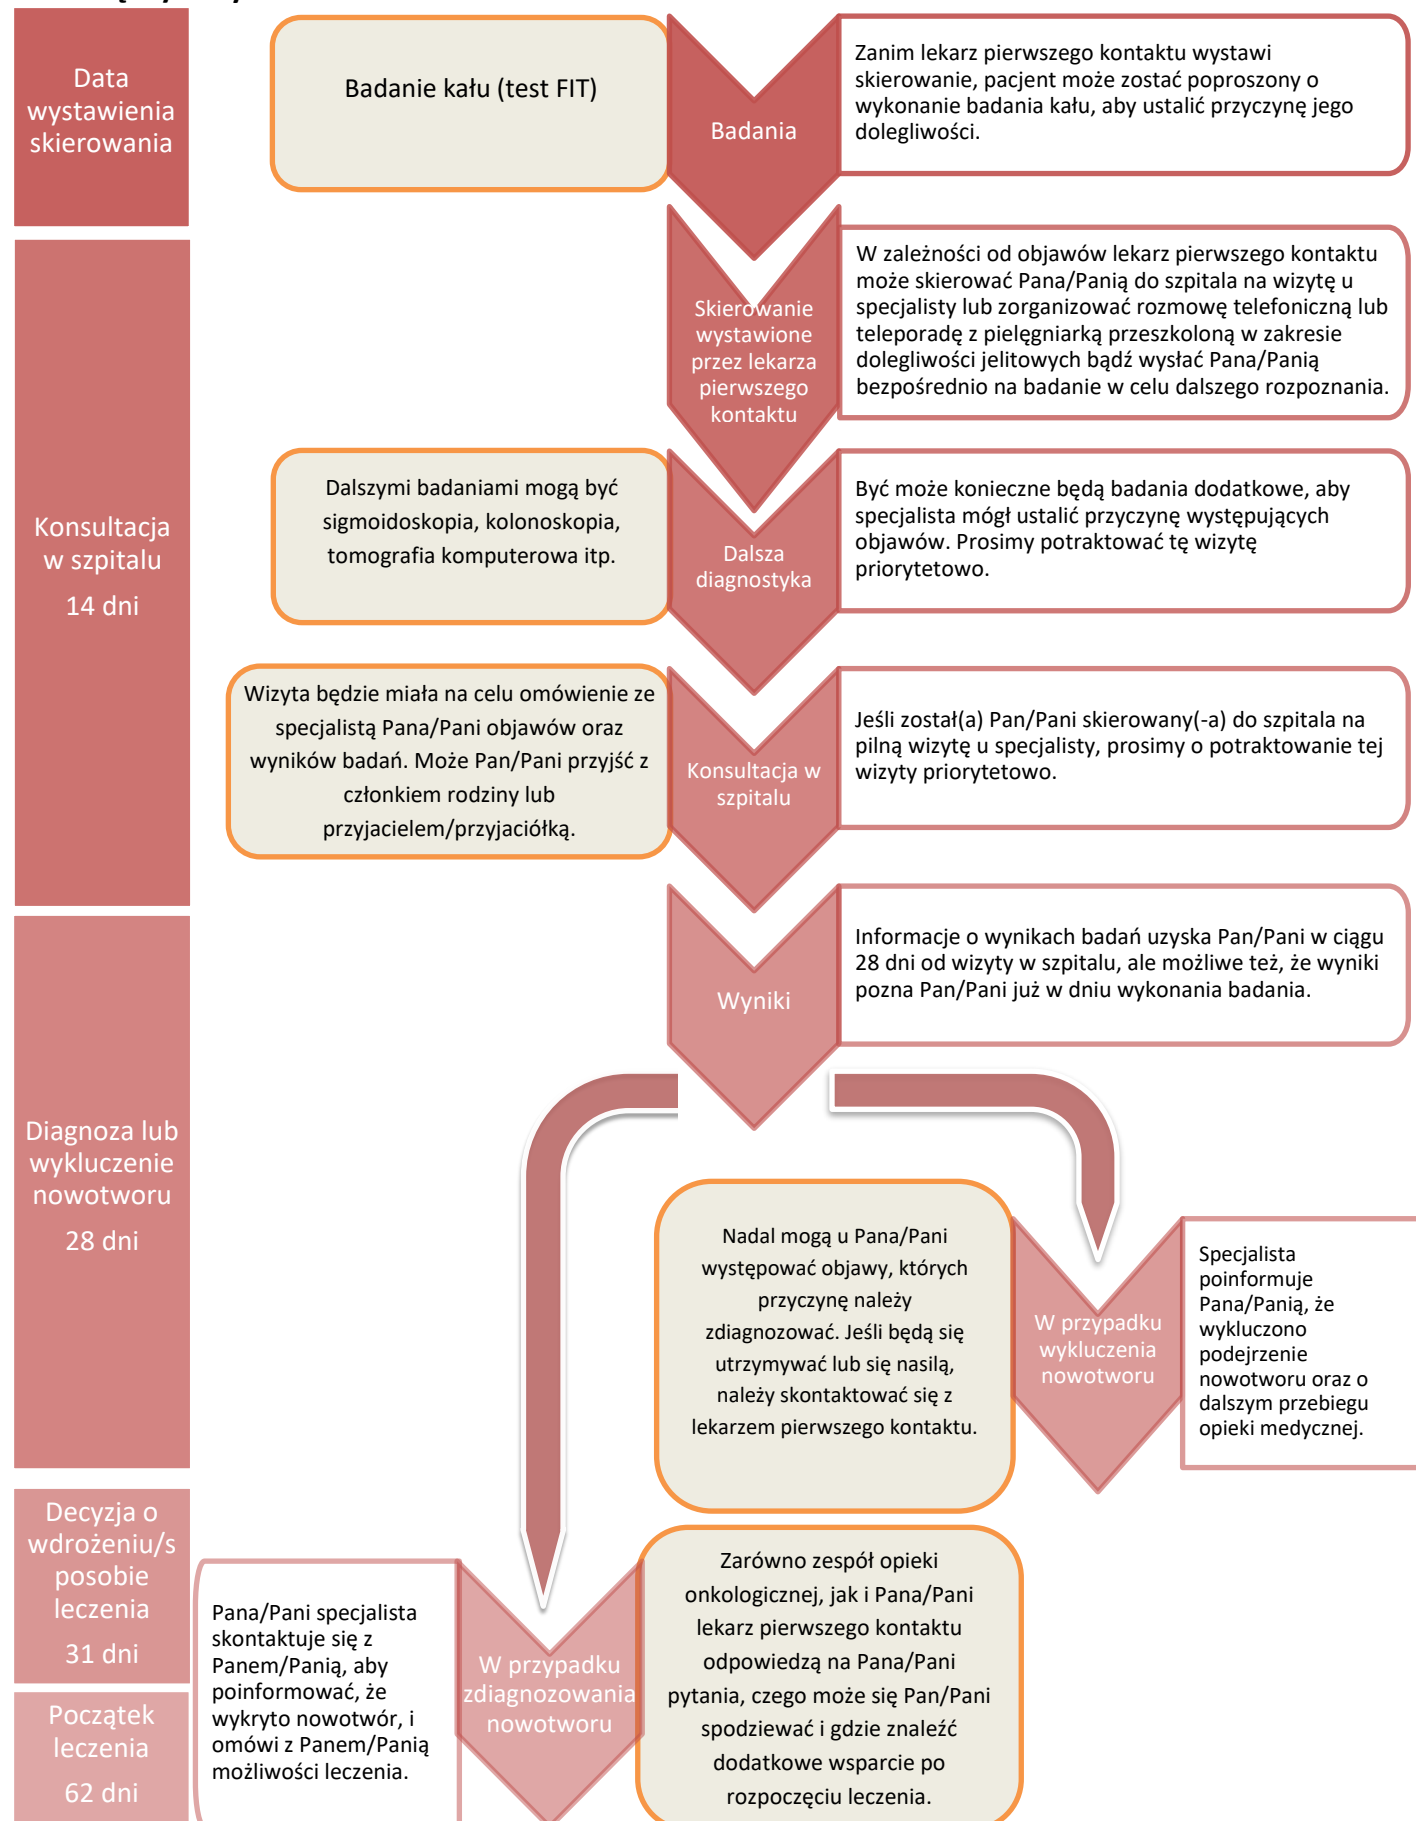 Data
wystawienia
skierowania
Badanie kału (test FIT)
Badania
Zanim lekarz pierwszego kontaktu wystawi
skierowanie, pacjent może zostać poproszony o
wykonanie badania kału, aby ustalić przyczynę jego
dolegliwości.
Skierowanie
wystawione
przez lekarza
pierwszego
kontaktu
W zależności od objawów lekarz pierwszego kontaktu
może skierować Pana/Panią do szpitala na wizytę u
specjalisty lub zorganizować rozmowę telefoniczną lub
teleporadę z pielęgniarką przeszkoloną w zakresie
dolegliwości jelitowych bądź wysłać Pana/Panią
bezpośrednio na badanie w celu dalszego rozpoznania.
Konsultacja
w szpitalu
14 dni
Dalszymi badaniami mogą być
sigmoidoskopia, kolonoskopia,
tomografia komputerowa itp.
Dalsza
diagnostyka
Być może konieczne będą badania dodatkowe, aby
specjalista mógł ustalić przyczynę występujących
objawów. Prosimy potraktować tę wizytę
priorytetowo.
Wizyta będzie miała na celu omówienie ze
specjalistą Pana/Pani objawów oraz
wyników badań. Może Pan/Pani przyjść z
członkiem rodziny lub
przyjacielem/przyjaciółką.
Konsultacja w
szpitalu
Jeśli został(a) Pan/Pani skierowany(-a) do szpitala na
pilną wizytę u specjalisty, prosimy o potraktowanie tej
wizyty priorytetowo.
Wyniki
Informacje o wynikach badań uzyska Pan/Pani w ciągu
28 dni od wizyty w szpitalu, ale możliwe też, że wyniki
pozna Pan/Pani już w dniu wykonania badania.
Diagnoza lub
wykluczenie
nowotworu
28 dni
Nadal mogą u Pana/Pani
występować objawy, których
przyczynę należy
zdiagnozować. Jeśli będą się
utrzymywać lub się nasilą,
należy skontaktować się z
lekarzem pierwszego kontaktu.
W przypadku
wykluczenia
nowotworu
Specjalista
poinformuje
Pana/Panią, że
wykluczono
podejrzenie
nowotworu oraz o
dalszym przebiegu
opieki medycznej.
Decyzja o
wdrożeniu/s
posobie
leczenia
31 dni
Początek
leczenia
62 dni
Pana/Pani specjalista
skontaktuje się z
Panem/Panią, aby
poinformować, że
wykryto nowotwór, i
omówi z Panem/Panią
możliwości leczenia.
W przypadku
zdiagnozowania
nowotworu
Zarówno zespół opieki
onkologicznej, jak i Pana/Pani
lekarz pierwszego kontaktu
odpowiedzą na Pana/Pani
pytania, czego może się Pan/Pani
spodziewać i gdzie znaleźć
dodatkowe wsparcie po
rozpoczęciu leczenia.